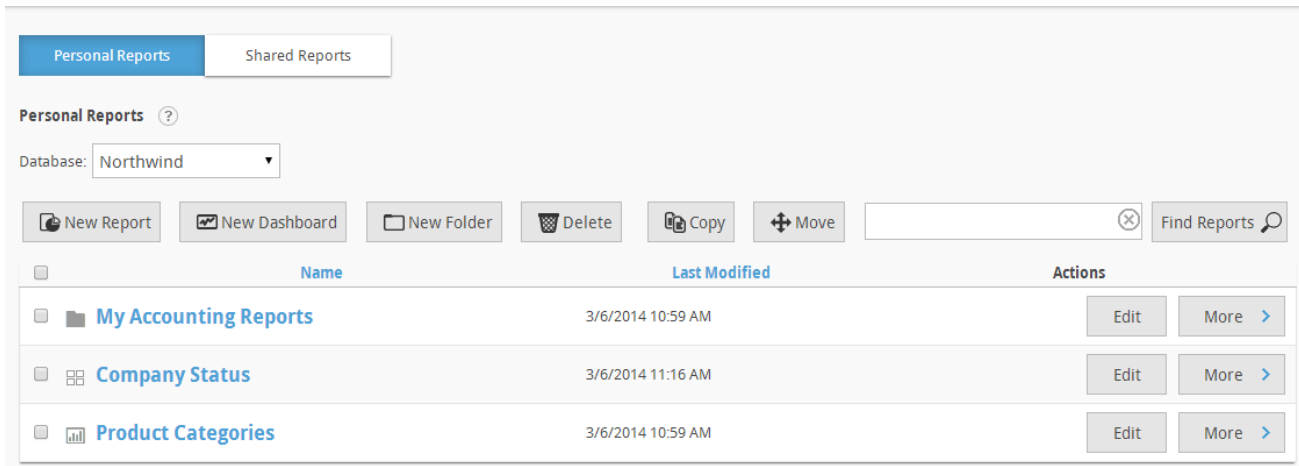 Personal Reports Shared Reports
Personal Reports ?
Database: Northwind
New Report New Dashboard New Folder Delete Copy Move Find Reports
Name Last Modified Actions
My Accounting Reports 3/6/2014 10:59 AM Edit More
Company Status 3/6/2014 11:16 AM Edit More
Product Categories 3/6/2014 10:59 AM Edit More